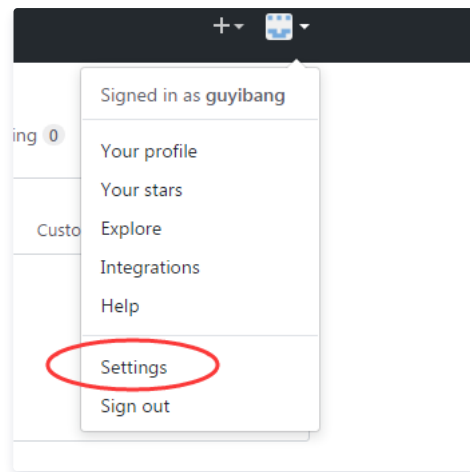 Signed in as guyibang
ing 0
Your profile
Your stars
Custo
Explore
Integrations
Help
Settings
Sign out